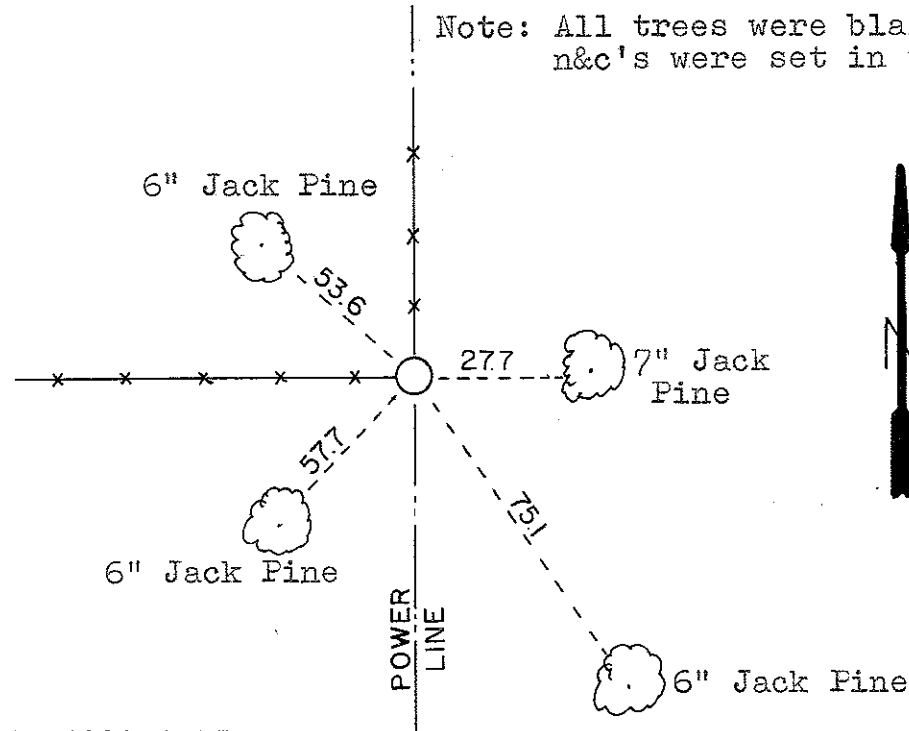 Note: All trees were
n&c's were set in
6" Jack Pine
53.6
27.7
7" Jack
Pine
N
57.7
75.1
6" Jack Pine
POWER
LINE
6" Jack Pine